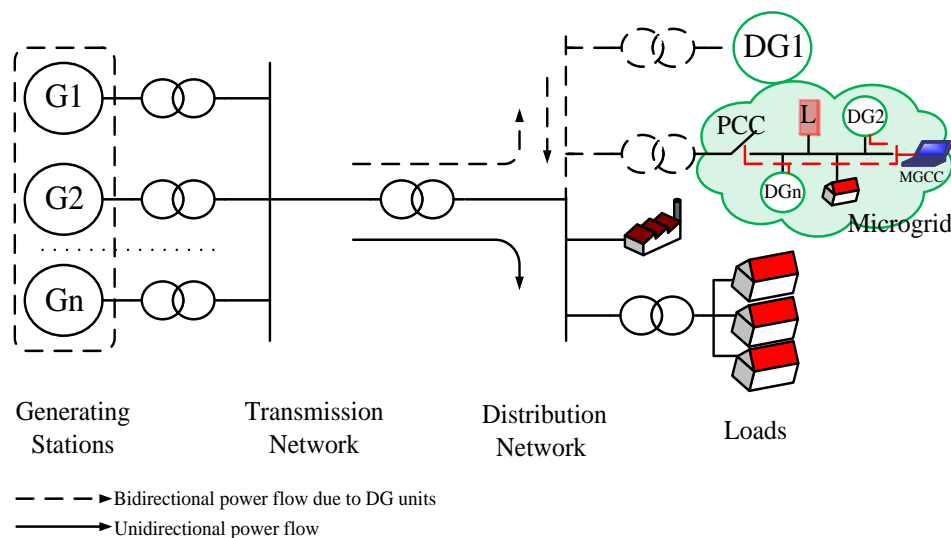 G1
G2
Gn
DG1
PCC
L
DG2
DGn
MGCC
Microgrid
Generating
Stations
Transmission
Network
Distribution
Network
Loads
Bidirectional power flow due to DG units
Unidirectional power flow